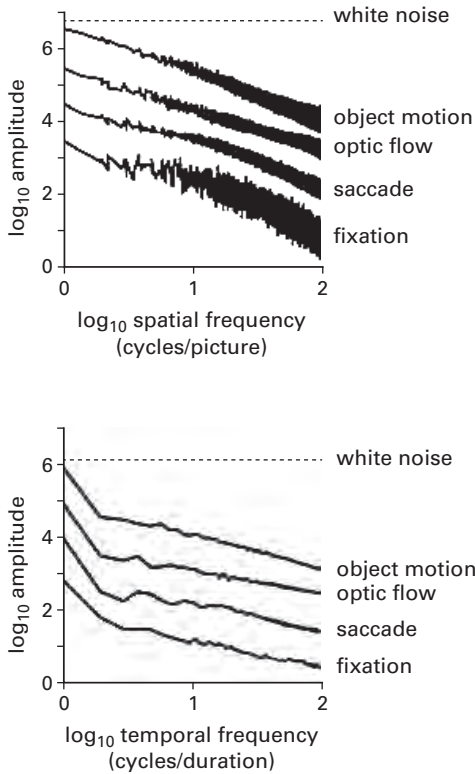 white noise
6
4
2
0
log10 amplitude
object motion
optic flow
saccade
fixation
0
1
2
log10 spatial frequency
(cycles/picture)
white noise
6
4
2
0
log10 amplitude
object motion
optic flow
saccade
fixation
0
1
2
log10 temporal frequency
(cycles/duration)